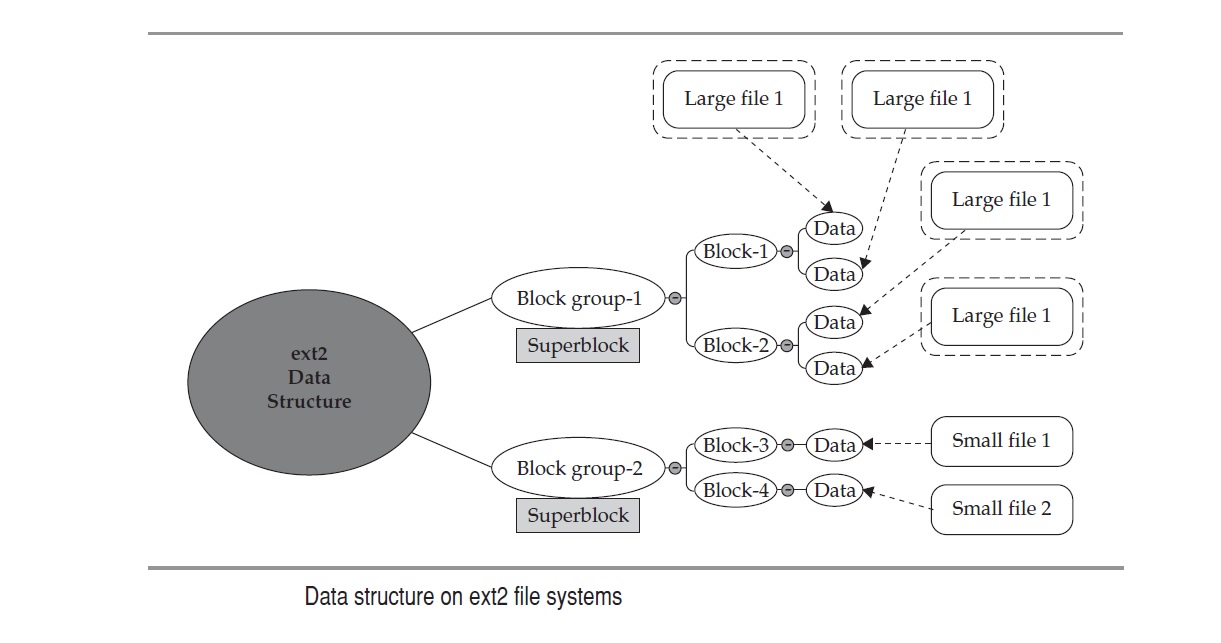 Large file 1
Large file 1
Large file 1
Data
Block-1
Data
Block group-1
Large file 1
Data
Superblock
Block-2
ext2
Data
Structure
Data
Small file 1
Block-3
Data
Block group-2
Block-4
Data
Small file 2
Superblock
Data structure on ext2 file systems